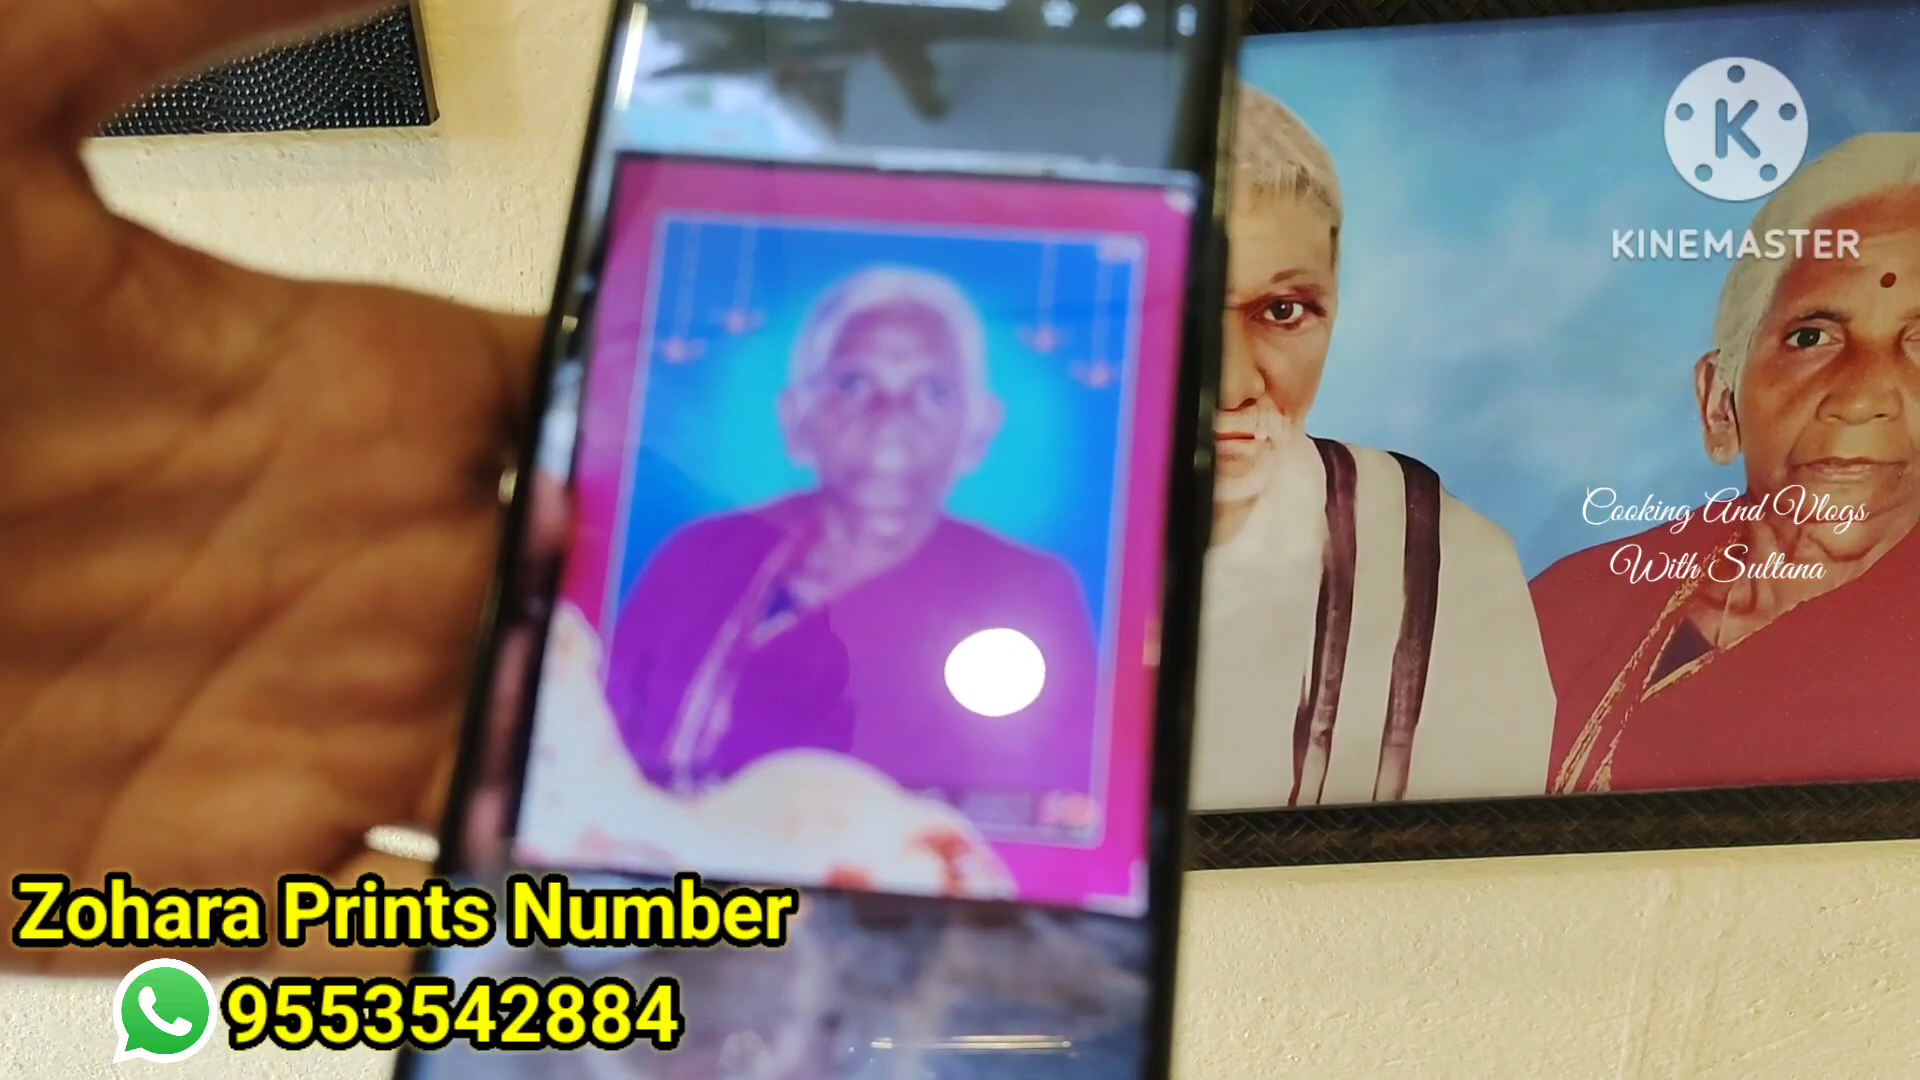 K
KINEMASTER
Cooking And Vlogs
With Sultana
Zohara Prints Number
9553542884